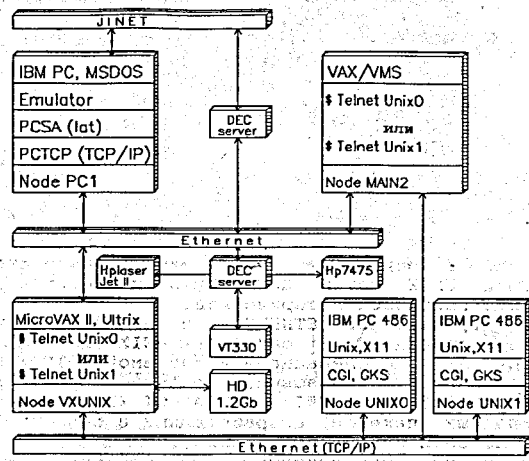 JINET
IBM PC, MSDOS
Emulator
PCSA (lat)
PCTCP (TCP/IP)
Node PC1
DEC
server
VAX/VMS
$ Telnet Unix0
или
$ Telnet Unix1
Node MAIN2
Ethernet
Hplaser
Jet II
DEC
server
Hp7475
MicroVAX II, Ultrix
$ Telnet Unix0
или
$ Telnet Unix1
Node VXUNIX
VT330
HD
1.2Gb
IBM PC 486
Unix,X11
CGI, GKS
Node UNIX0
IBM PC 486
Unix,X11
CGI, GKS
Node UNIX1
Ethernet(TCP/IP)